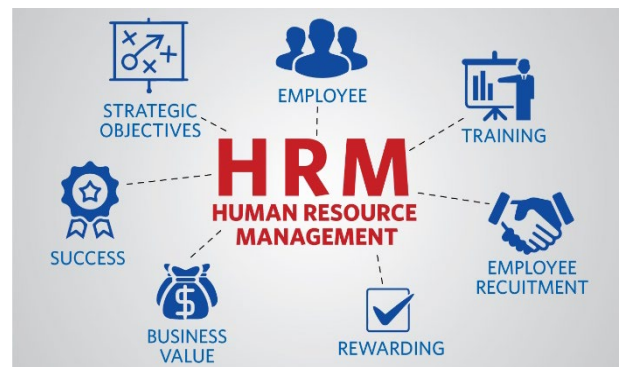 STRATEGIC
OBJECTIVES
EMPLOYEE
TRAINING
HRM
HUMAN RESOURCE
MANAGEMENT
SUCCESS
EMPLOYEE
RECUITMENT
BUSINESS
VALUE
REWARDING
$